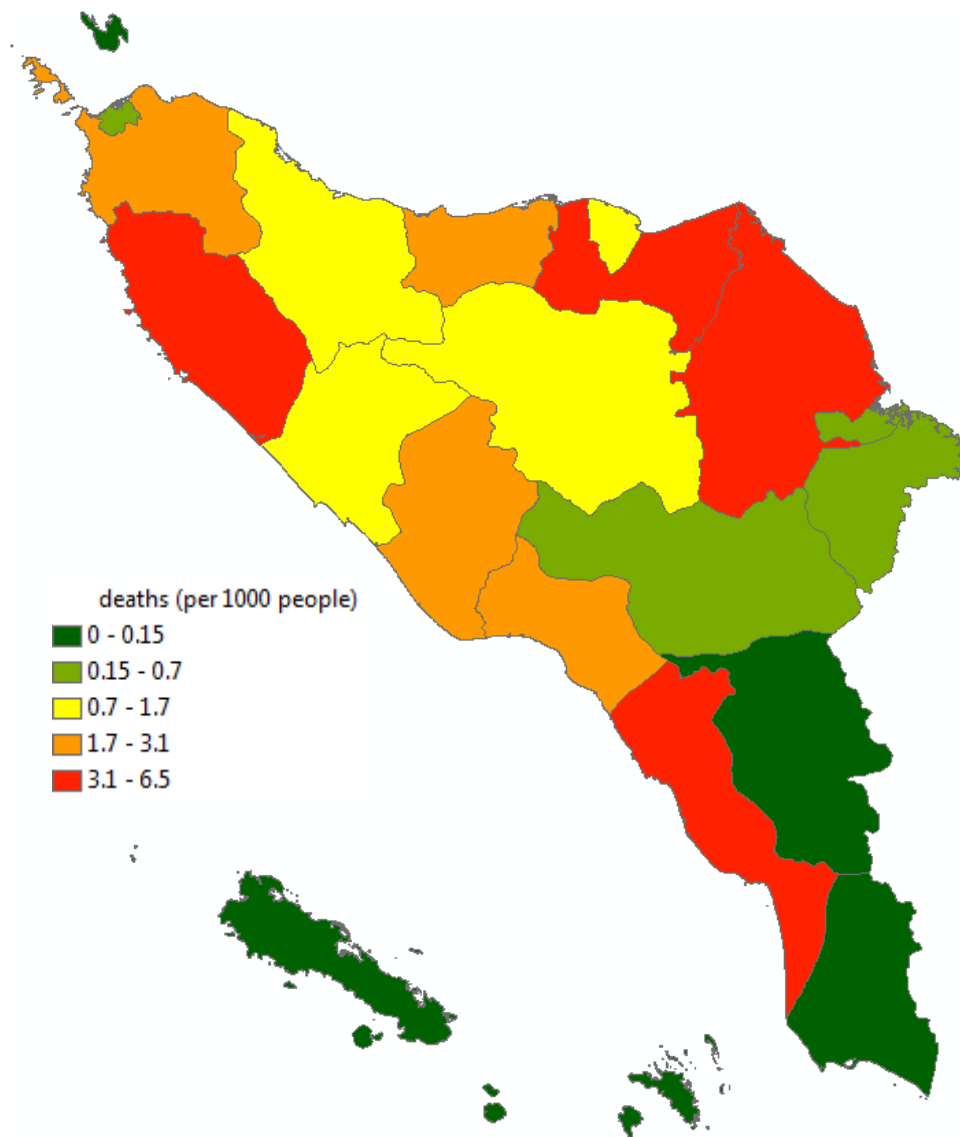 deaths (per 1000 people)
0 - 0.15
0.15 - 0.7
0.7 - 1.7
1.7 - 3.1
3.1 - 6.5